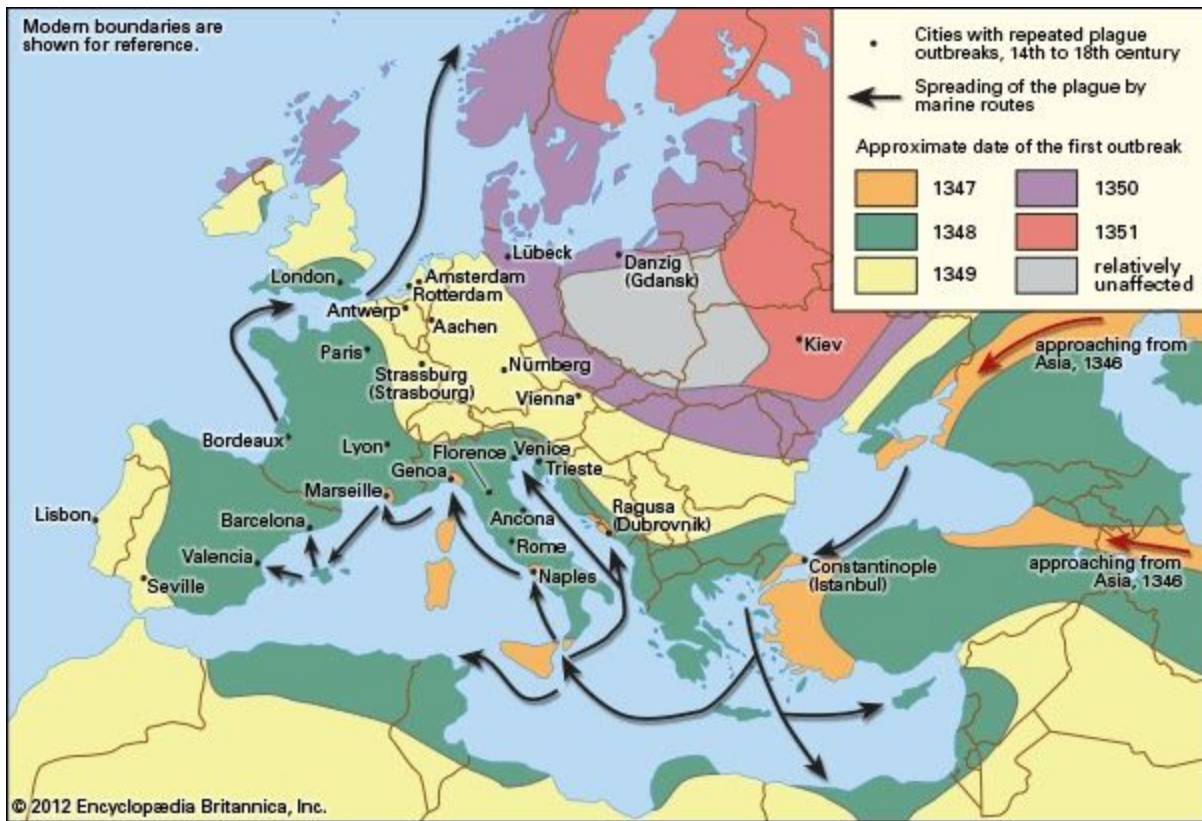 Modern boundaries are
shown for reference.
Cities with repeated plague
outbreaks, 14th to 18th century
Spreading of the plague by
marine routes
Approximate date of the first outbreak
1347
1350
1348
1351
1349
relatively
unaffected
Lübeck
Danzig
(Gdansk)
London
Amsterdam
Rotterdam
Antwerp
Aachen
Kiev
approaching from
Asia, 1346
Paris
Nürnberg
Strassburg
(Strasbourg)
Vienna
Bordeaux
Lyon
Florence
Venice
Trieste
Genoa
Marseille
Ragusa
(Dubrovnik)
Lisbon
Barcelona
Ancona
Rome
Valencia
Naples
Seville
Constantinople
(Istanbul)
approaching from
Asia, 1346
© 2012 Encyclopædia Britannica, Inc.